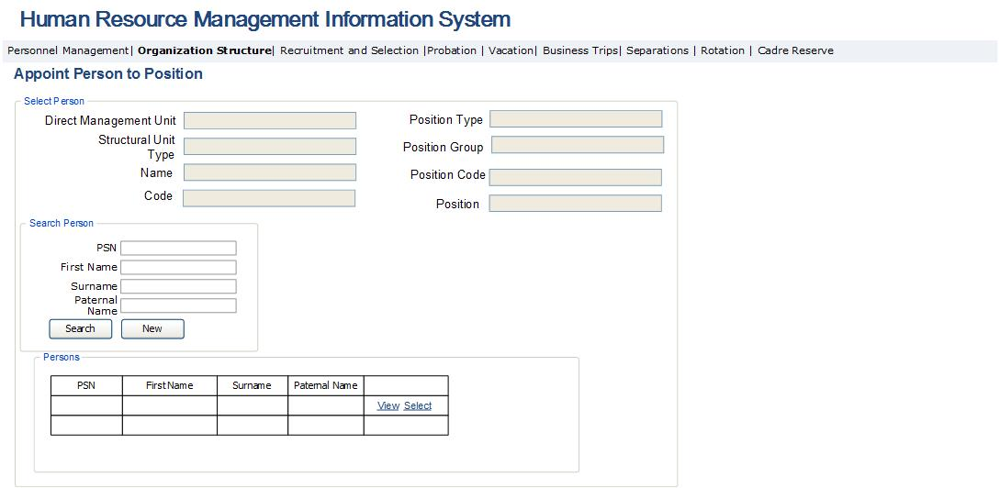 Human Resource Management Information System
Personnel Management| Organization Structure| Recruitment and Selection |Probation | Vacation| Business Trips| Separations | Rotation | Cadre Reserve
Appoint Person to Position
Select Person
Direct Management Unit
Structural Unit
Type
Name
Code
Position Type
Position Group
Position Code
Position
Search Person
PSN
First Name
Surname
Paternal
Name
Search New
Persons
PSN First Name Surname Paternal Name
View Select